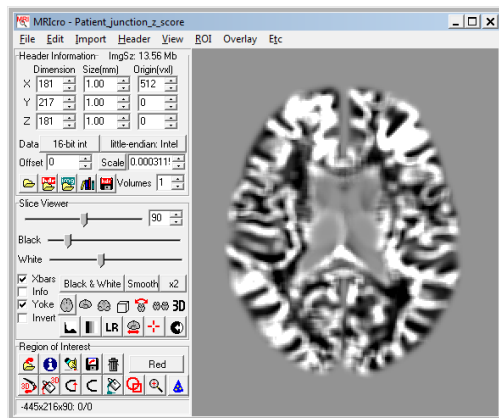 MRIcro - Patient_junction_z_score
File Edit Import Header View ROI Overlay Etc
Header Information ImgSz: 13.56 Mb
Dimension Size(mm) Origin(vxl)
X 181 1.00 512
Y 217 1.00 0
Z 181 1.00 0
Data 16-bit int little-endian: Intel
Offset 0 Scale 0.000311
Volumes 1
Slice Viewer
90
Black
White
Xbars Black & White Smooth x2
Info
Yoke 3D
Invert LR
Region of Interest
Red
3D 3D
-445x216x90: 0/0